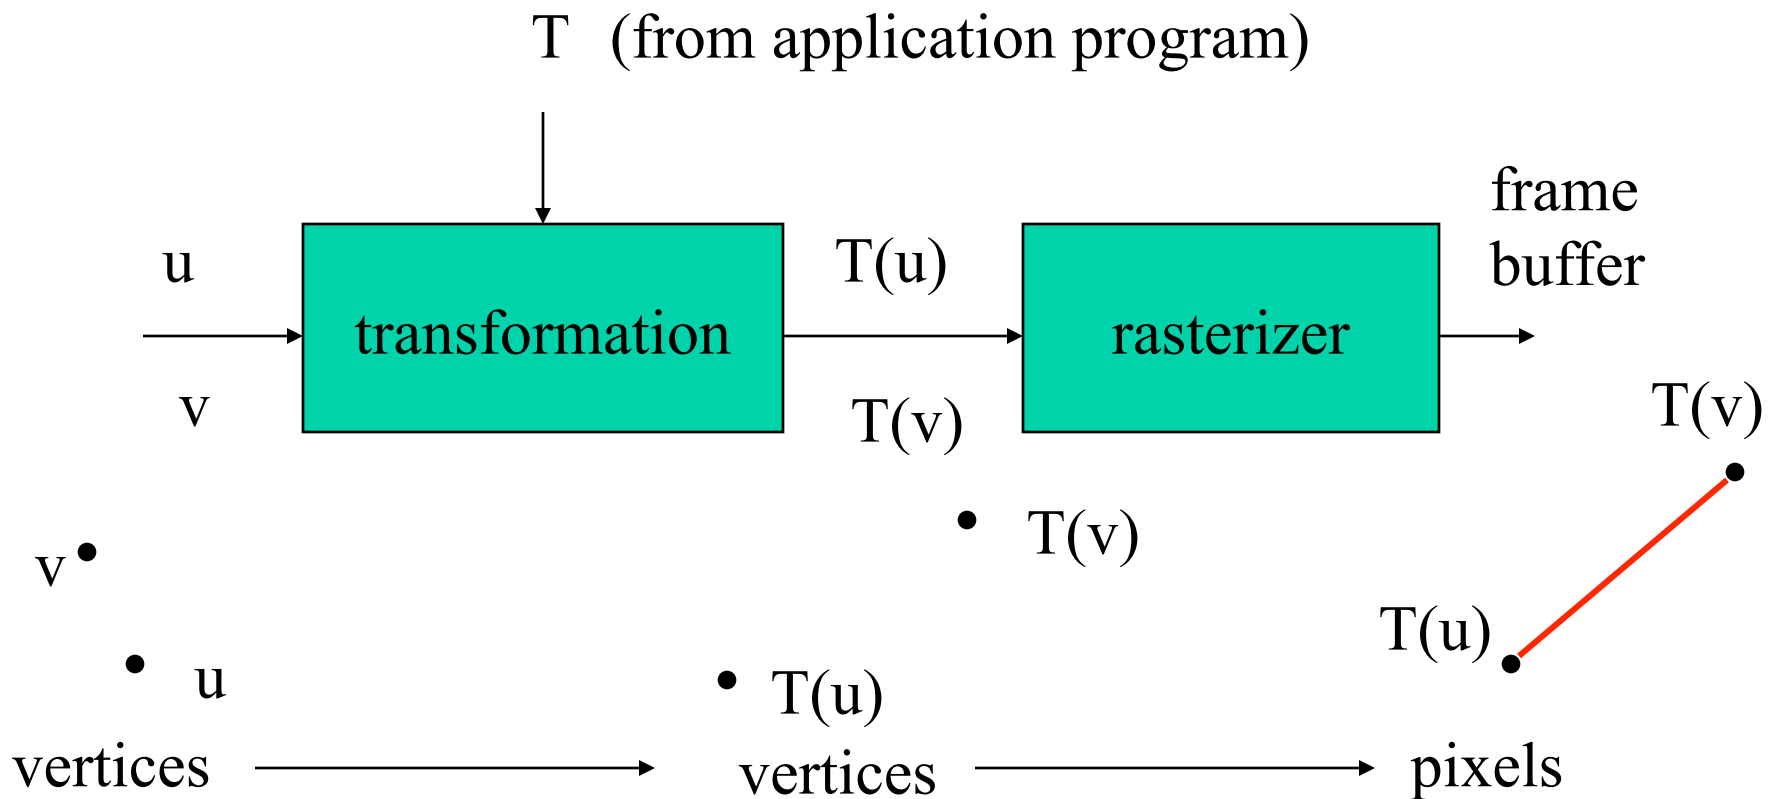 T (from application program)
frame
buffer
u
T(u)
transformation
rasterizer
v
T(v)
T(v)
v
T(v)
T(u)
u
T(u)
vertices
vertices
pixels